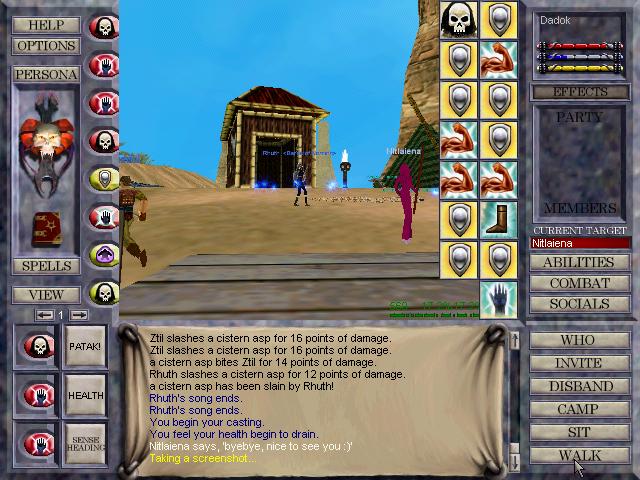 HELP
OPTIONS
PERSONA
SPELLS
VIEW
1
PATAK!
HEALTH
SENSE
HEADING
Nitlaiena
Dadok
EFFECTS
PARTY
MEMBERS
CURRENT TARGET
Nitlaiena
ABILITIES
COMBAT
SOCIALS
WHO
INVITE
DISBAND
CAMP
SIT
WALK
Ztil slashes a cistern asp for 16 points of damage.
Ztil slashes a cistern asp for 16 points of damage.
a cistern asp bites Ztil for 14 points of damage.
Rhuth slashes a cistern asp for 12 points of damage.
a cistern asp has been slain by Rhuth!
Rhuth's song ends.
Rhuth's song ends.
You begin your casting.
You feel your health begin to drain.
Nitlaiena says, 'byebye, nice to see you :)'
Taking a screenshot...